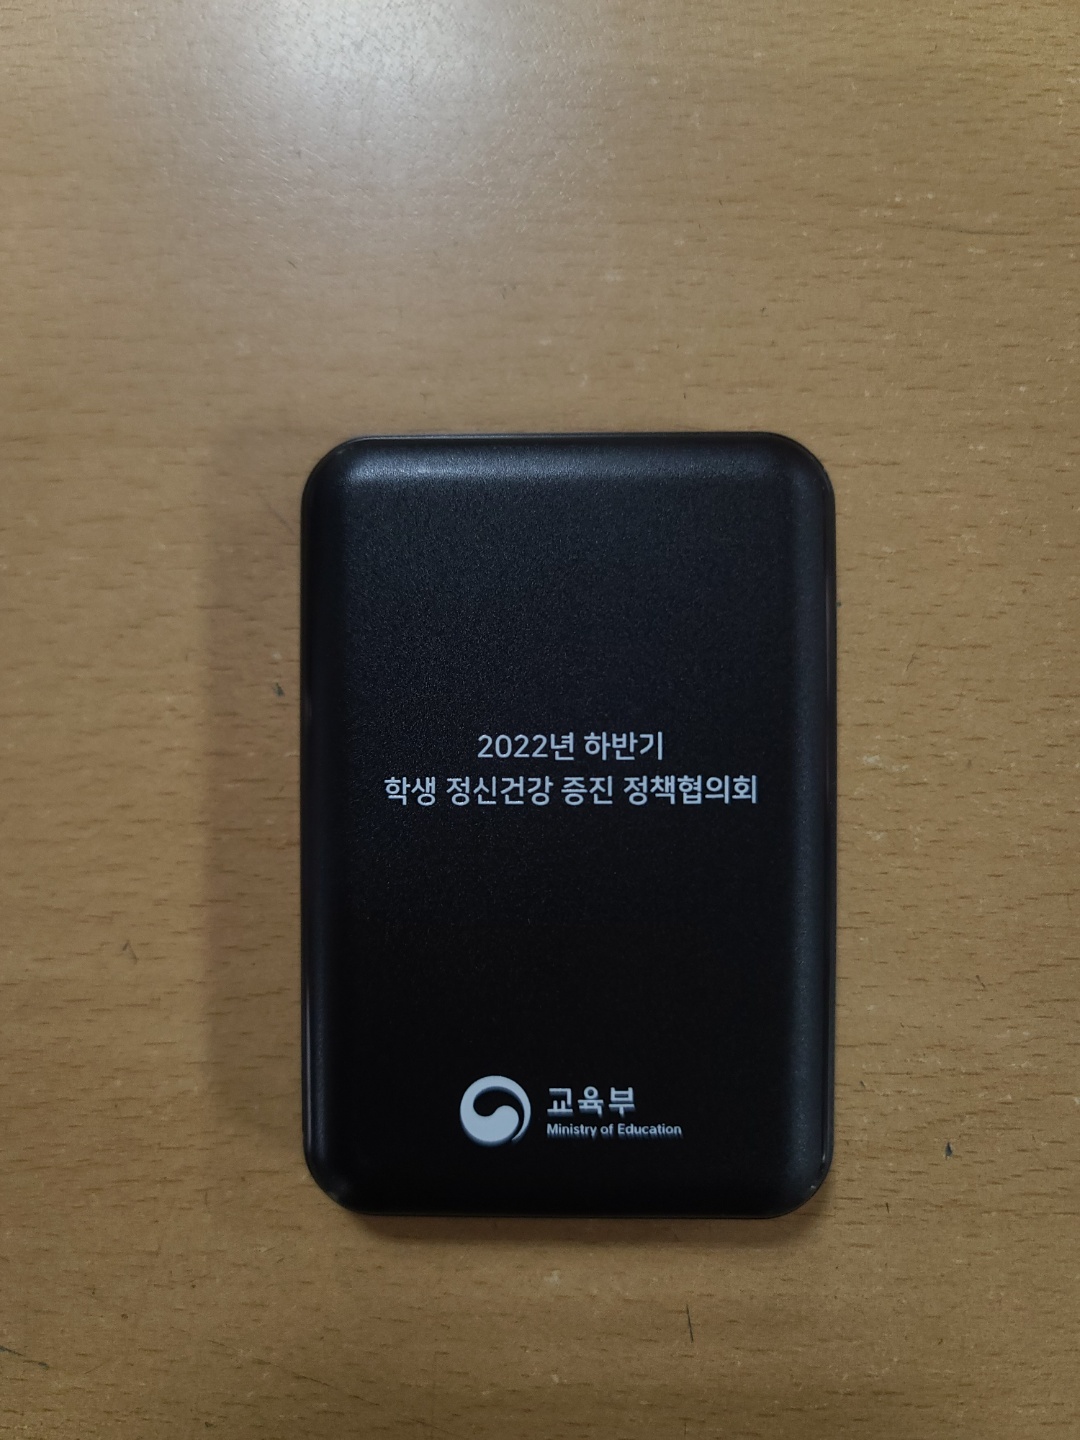 2022년 하반기
학생 정신건강 증진 정책협의회
교육부
Ministry of Education